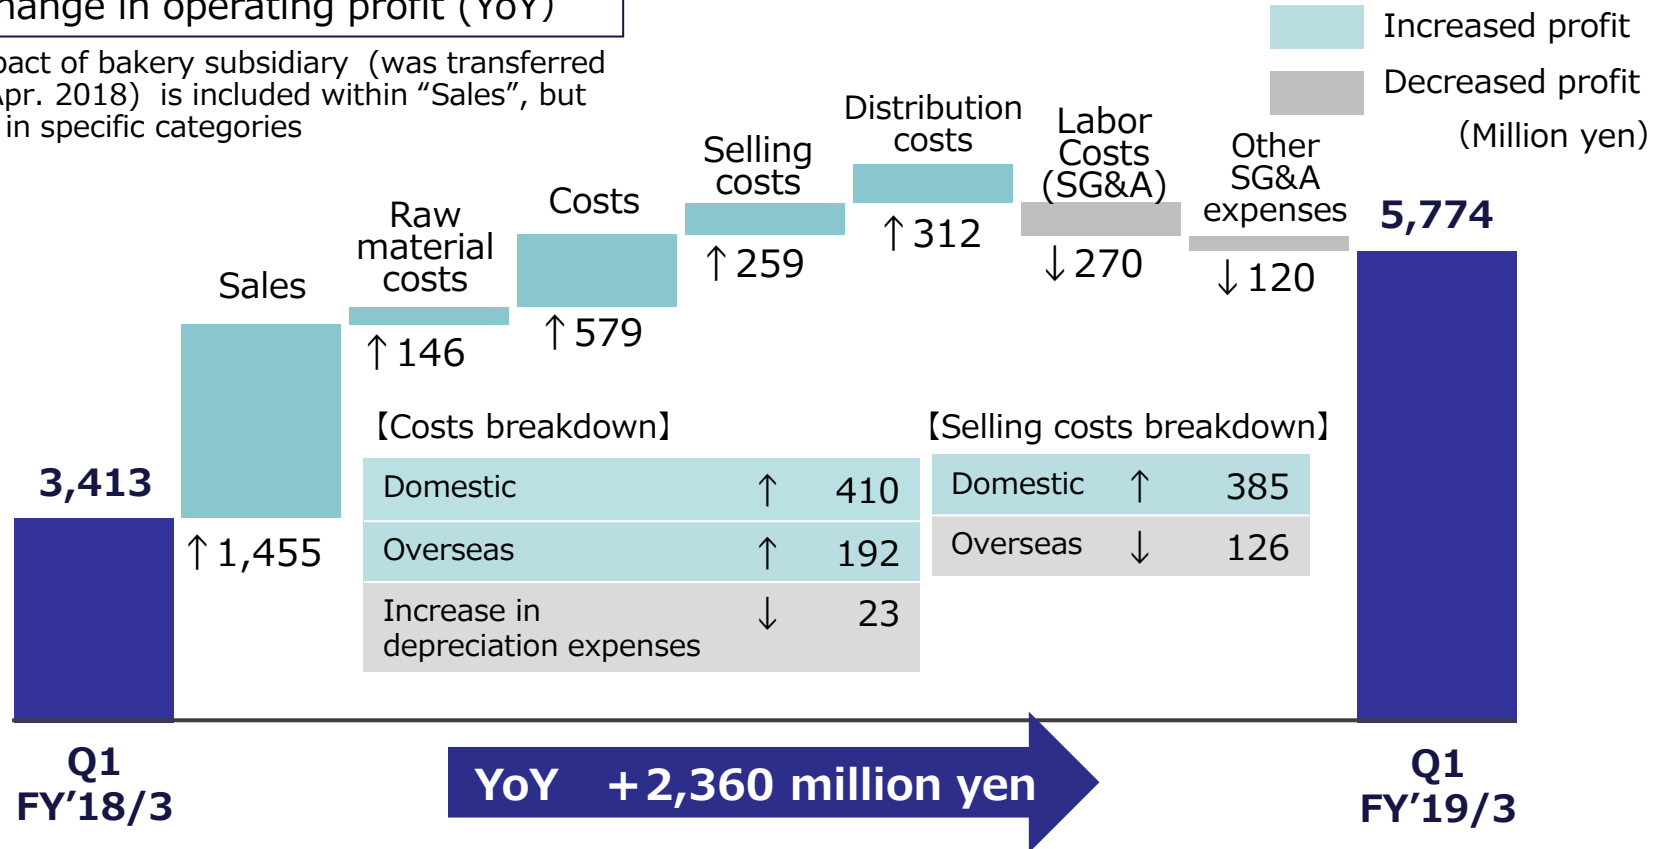 operating profit (YoY)
of bakery subsidiary (was transferred
2018) is included within “Sales”, but
in specific categories
Increased profit
Decreased profit
(Million yen)
Sales
↑1,455
Raw
material
costs
↑146
Costs
↑579
Selling
costs
↑259
Distribution
costs
↑312
Labor
Costs
(SG&A)
↓270
Other
SG&A
expenses
↓120
3,413
5,774
【Costs breakdown】
Domestic ↑ 410
Overseas ↑ 192
Increase in
depreciation expenses ↓ 23
【Selling costs breakdown】
Domestic ↑ 385
Overseas ↓ 126
Q1
FY’18/3
YoY +2,360 million yen
Q1
FY’19/3